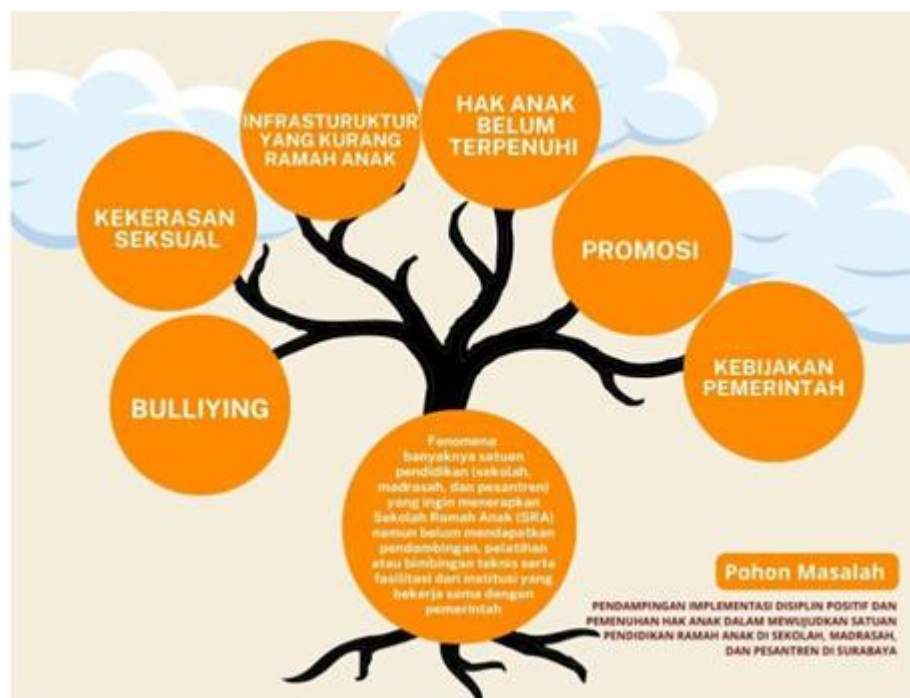 HAK ANAK
BELUM
TERPENUHI
INFRASTURUKTUR
YANG KURANG
RAMAH ANAK
KEKERASAN
SEKSUAL
PROMOSI
BULLIYING
KEBIJAKAN
PEMERINTAH
Fenomena
banyaknya satuan
pendidikan (sekolah,
madrasah, dan pesantren)
yang ingin menerapkan
Sekolah Ramah Anak (SRA)
namun belum mendapatkan
pendambingan, pelatihan
atau bimbingan teknis serta
fasilitasi dari institusi yang
bekerja sama dengan
pemerintah
Pohon Masalah
PENDAMPINGAN IMPLEMENTASI DISIPLIN POSITIF DAN
PEMENUHAN HAK ANAK DALAM MEWUJUDKAN SATUAN
PENDIDIKAN RAMAH ANAK DI SEKOLAH, MADRASAH,
DAN PESANTREN DI SURABAYA